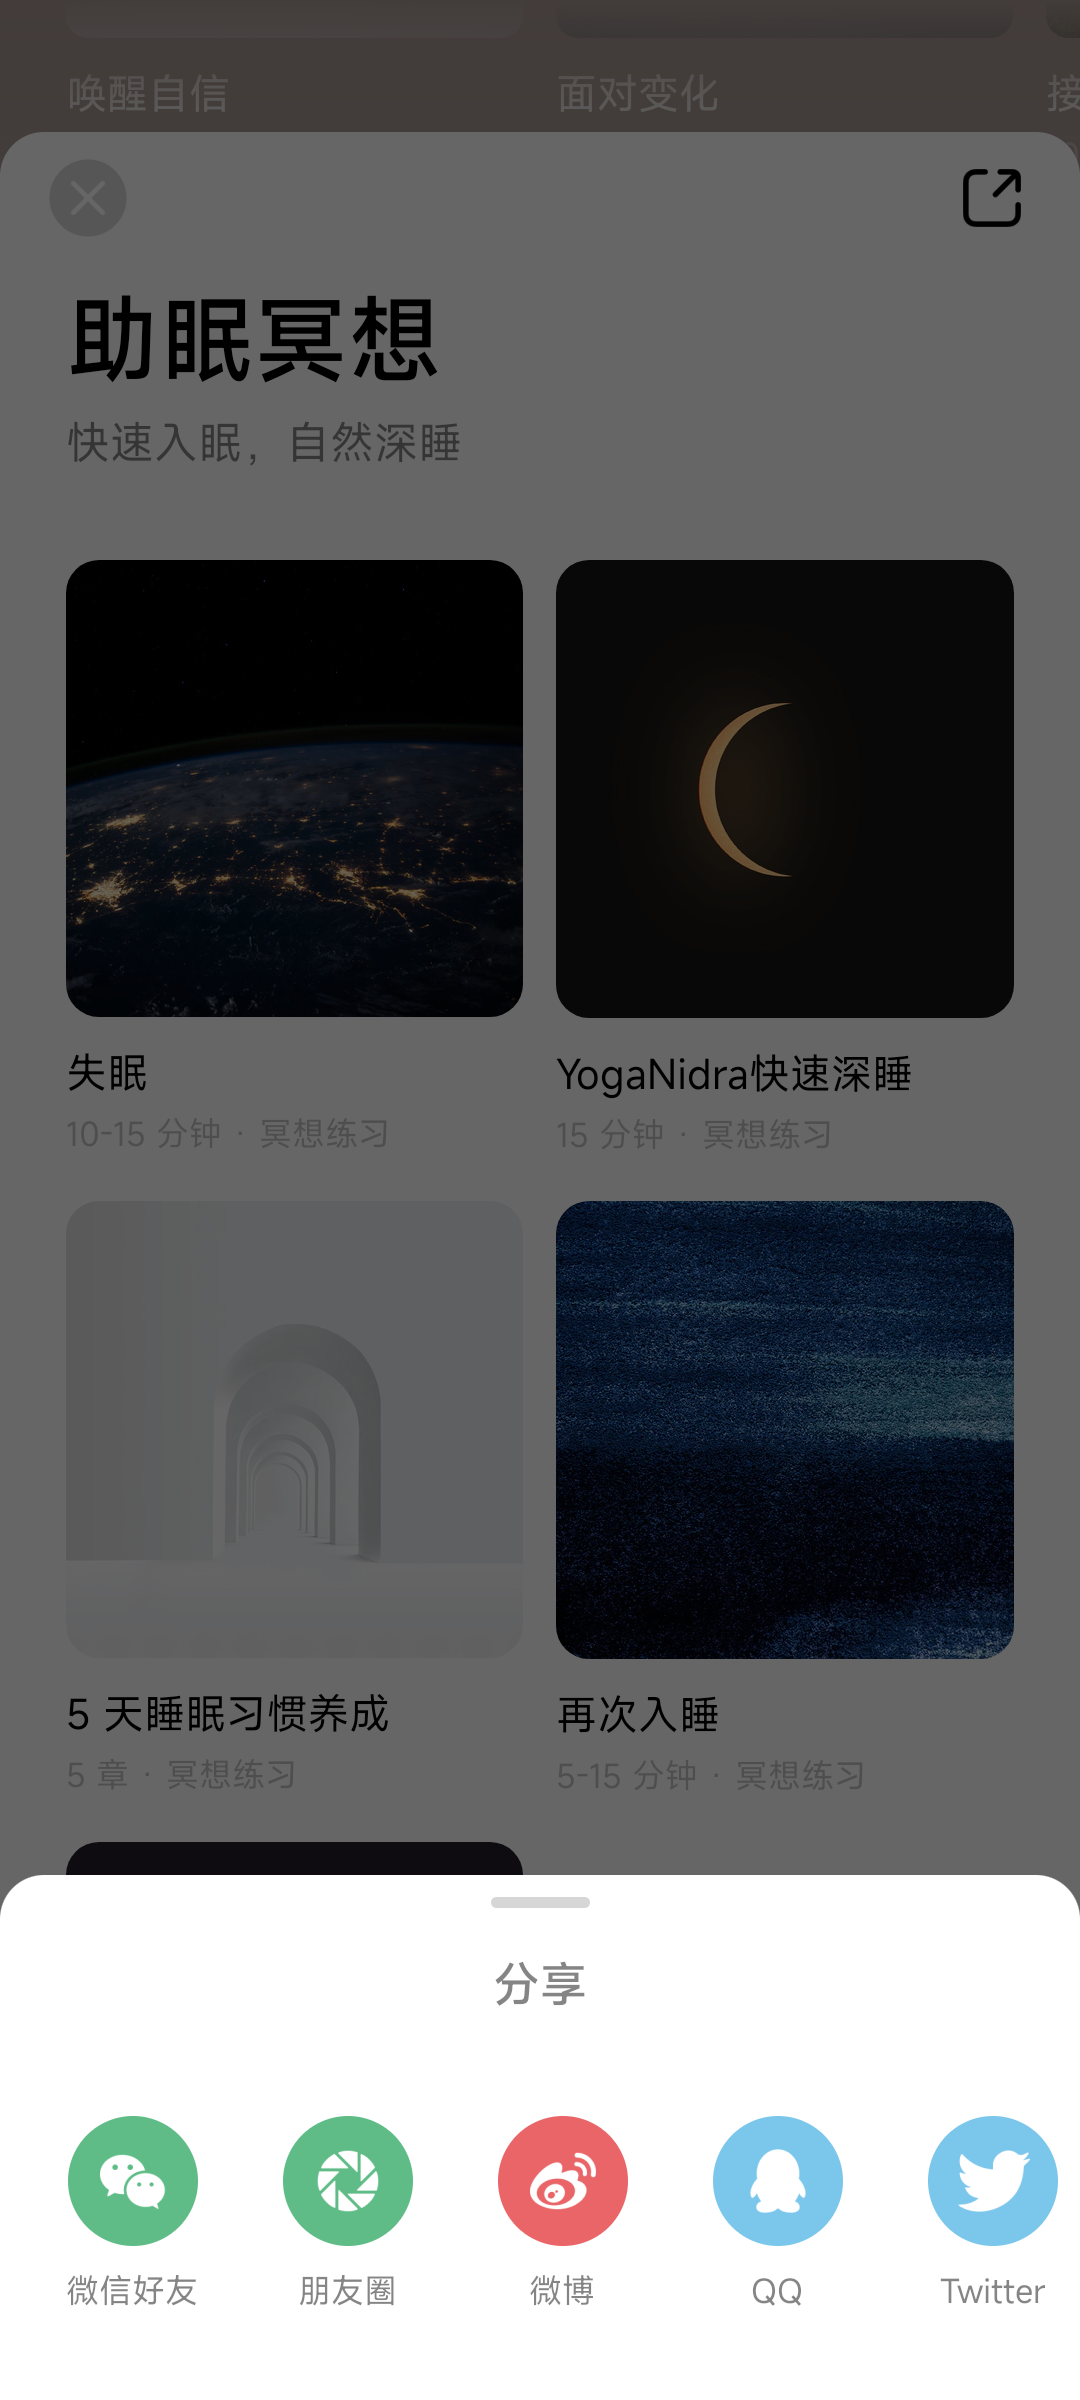 唤醒自信
面对变化
接
助眠冥想
快速入眠，自然深睡
失眠
10-15 分钟 · 冥想练习
YogaNidra快速深睡
15 分钟 · 冥想练习
5 天睡眠习惯养成
5 章 · 冥想练习
再次入睡
5-15 分钟 · 冥想练习
分享
微信好友
朋友圈
微博
QQ
Twitter